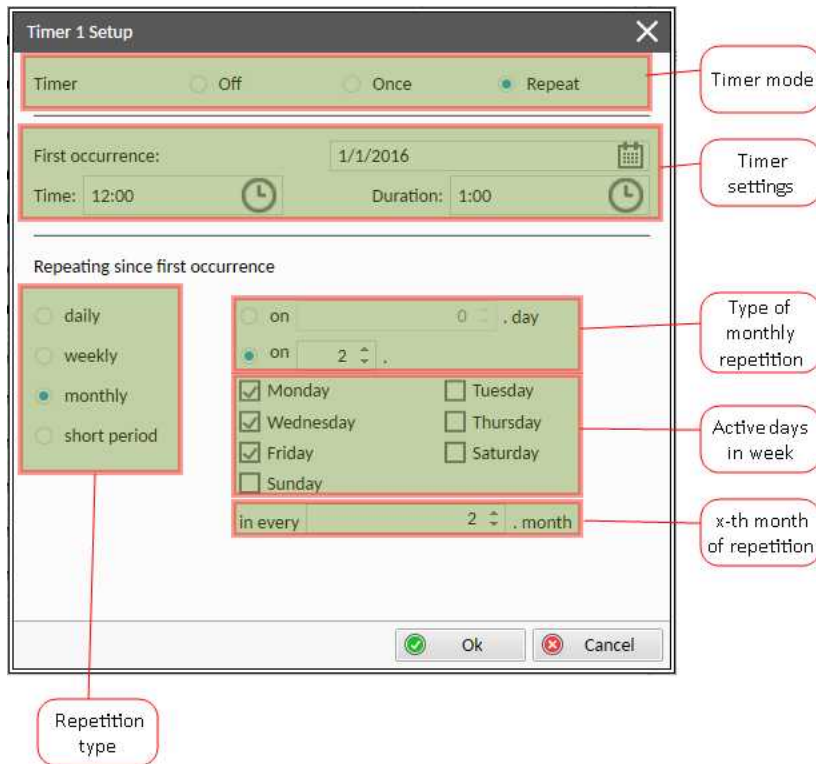 Timer 1 Setup
Timer Off Once Repeat
Timer mode
First occurrence: 1/1/2016
Time: 12:00 Duration: 1:00
Timer
settings
Repeating since first occurrence
daily
weekly
monthly
short period
on 0 . day
on 2 .
Type of
monthly
repetition
Monday Tuesday
Wednesday Thursday
Friday Saturday
Sunday
Active days
in week
in every 2 . month
x-th month
of repetition
Ok Cancel
Repetition
type